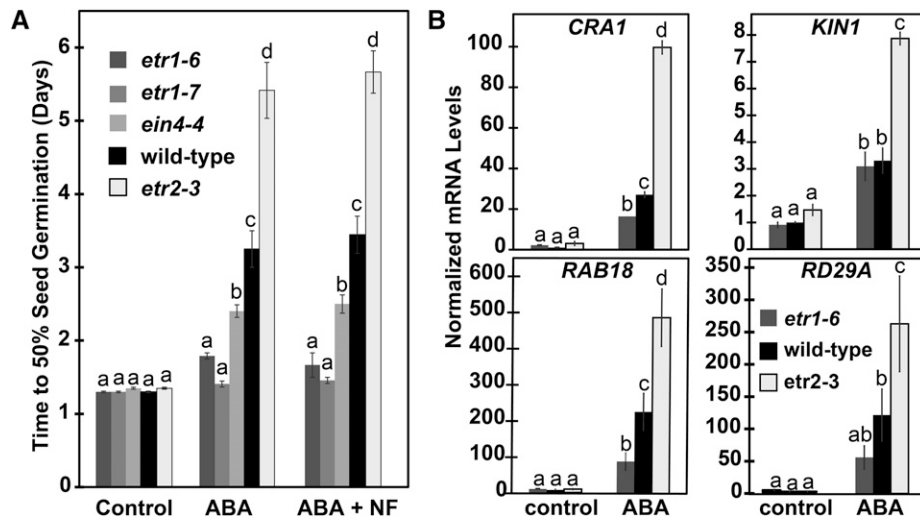 A
Time to 50% Seed Germination (Days)
6
5
4
3
2
1
0
etr1-6
etr1-7
ein4-4
wild-type
etr2-3
a a a a a
a
a
b
c
d
a
a
b
c
d
Control
ABA
ABA + NF
B
Normalized mRNA Levels
CRA1
100
80
60
40
20
0
a a a
b
c
d
KIN1
8
7
6
5
4
3
2
1
0
a a a
b b
c
RAB18
600
500
400
300
200
100
0
a a a
b
c
d
control
ABA
RD29A
350
300
250
200
150
100
50
0
etr1-6
wild-type
etr2-3
a a a
ab
b
c
control
ABA